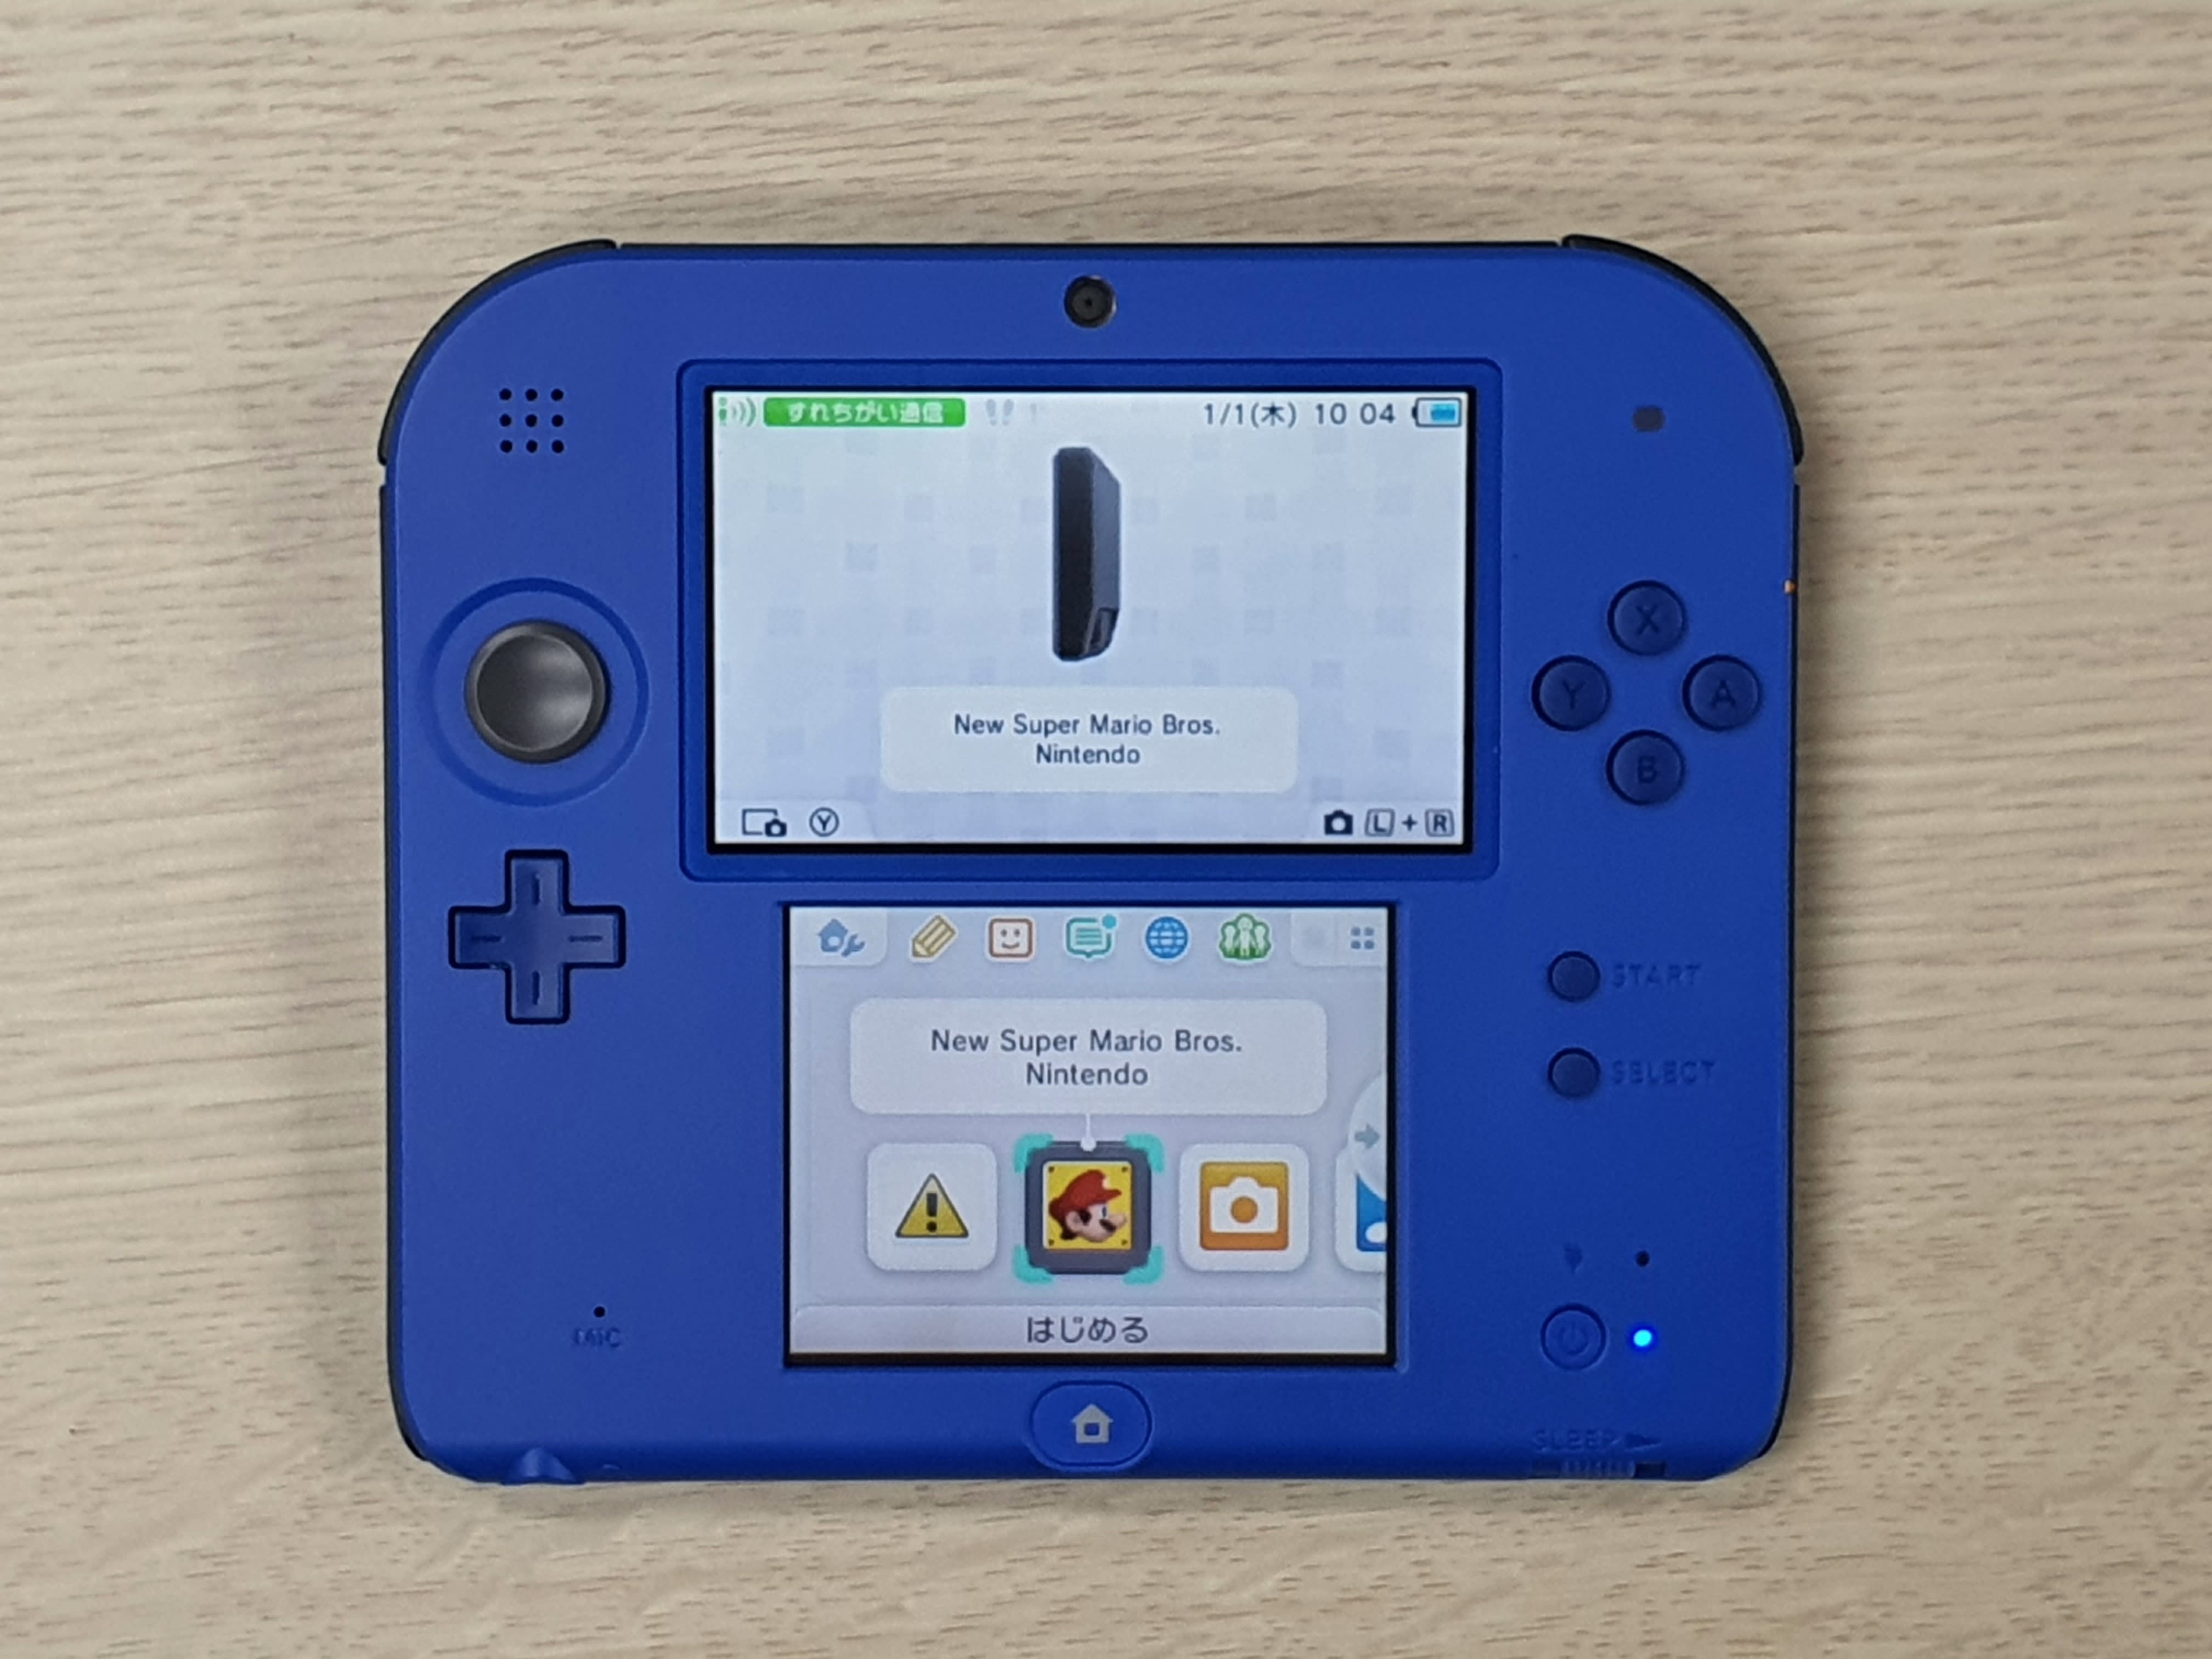 すれちがい通信
1/1(木) 10 04
New Super Mario Bros.
Nintendo
Y
L + R
X
Y
A
B
New Super Mario Bros.
Nintendo
はじめる
START
SELECT
MIC
SLEEP